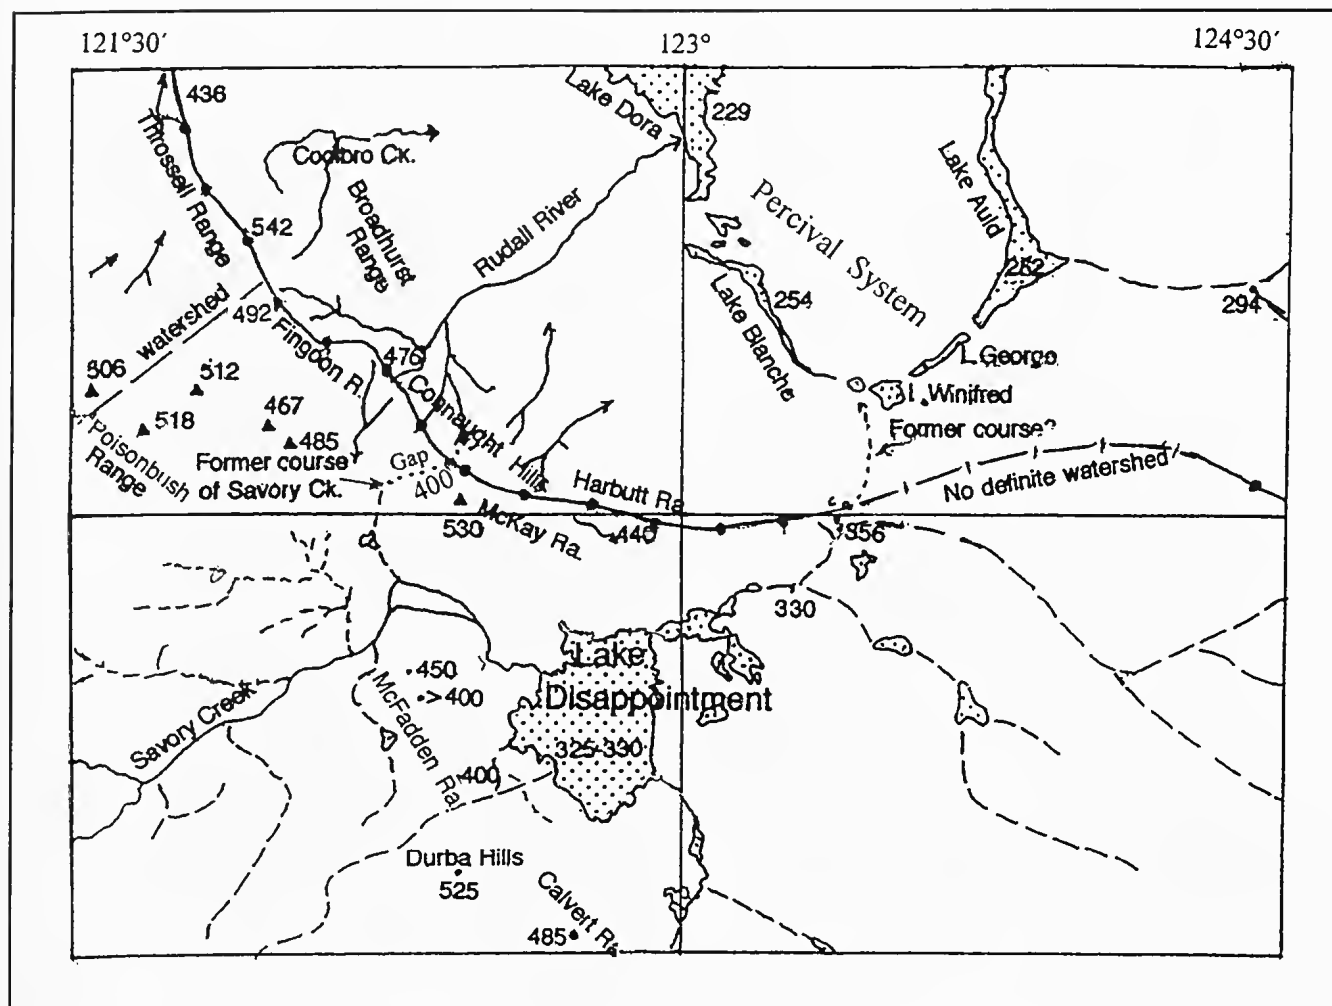 121°30′
123°
124°30′
436
Throssell Range
Coolbro Ck.
Broadhurst
Range
Lake Dora
229
Rudall River
Percival System
Lake Auld
252
294
542
492
watershed
Fingoon R.
254
Lake Blanche
L. George
L. Winifred
Former course?
No definite watershed
806
512
518
467
485
Poisonbush
Range
476
Connaught Hills
Former course
of Savory Ck.
Gap
400
Harbutt Ra.
McKay Ra.
530
440
356
330
450
>400
McFadden Ra.
Savory Creek
Lake
Disappointment
325-330
400
Durba Hills
525
Calvert Ra.
485